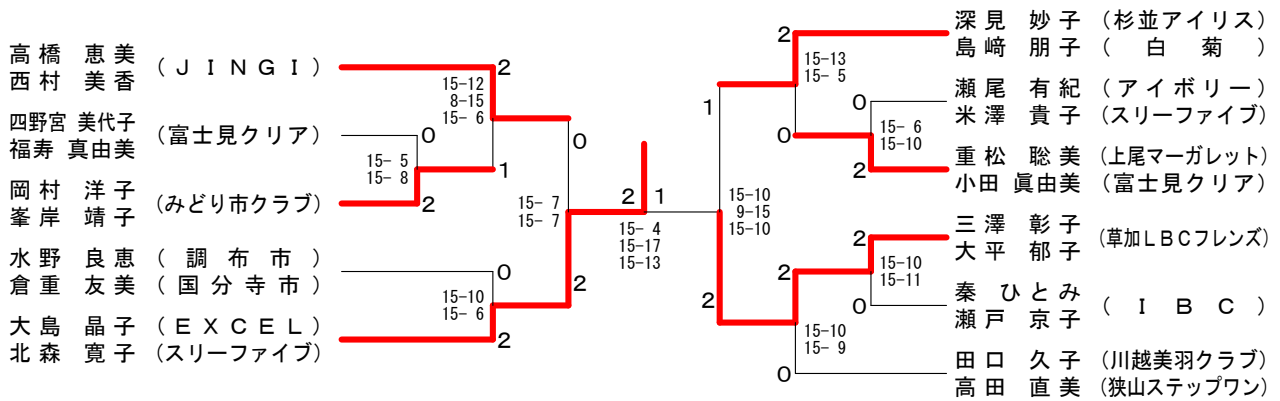 高橋 恵美
西村 美香
(JINGI)
四野宮 美代子
福寿 真由美
(富士見クリア)
岡村 洋子
峯岸 靖子
(みどり市クラブ)
水野 良恵 (調布市)
倉重 友美 (国分寺市)
大島 晶子 (EXCEL)
北森 寛子 (スリーファイブ)
2
15-12
8-15
15- 6
0
15- 5
15- 8
1
2
0
15- 7
15- 7
0
15-10
15- 6
2
2
2
1
15- 4
15-17
15-13
深見 妙子 (杉並アイリス)
島﨑 朋子 (白菊)
瀬尾 有紀 (アイボリー)
米澤 貴子 (スリーファイブ)
重松 聡美 (上尾マーガレット)
小田 眞由美 (富士見クリア)
三澤 彰子
大平 郁子
(草加LBCフレンズ)
秦 ひとみ
瀬戸 京子
(IBC)
田口 久子 (川越美羽クラブ)
高田 直美 (狭山ステップワン)
2
15-13
15- 5
1
0
0
15- 6
15-10
2
15-10
9-15
15-10
2
2
15-10
15-11
0
2
15-10
15- 9
0